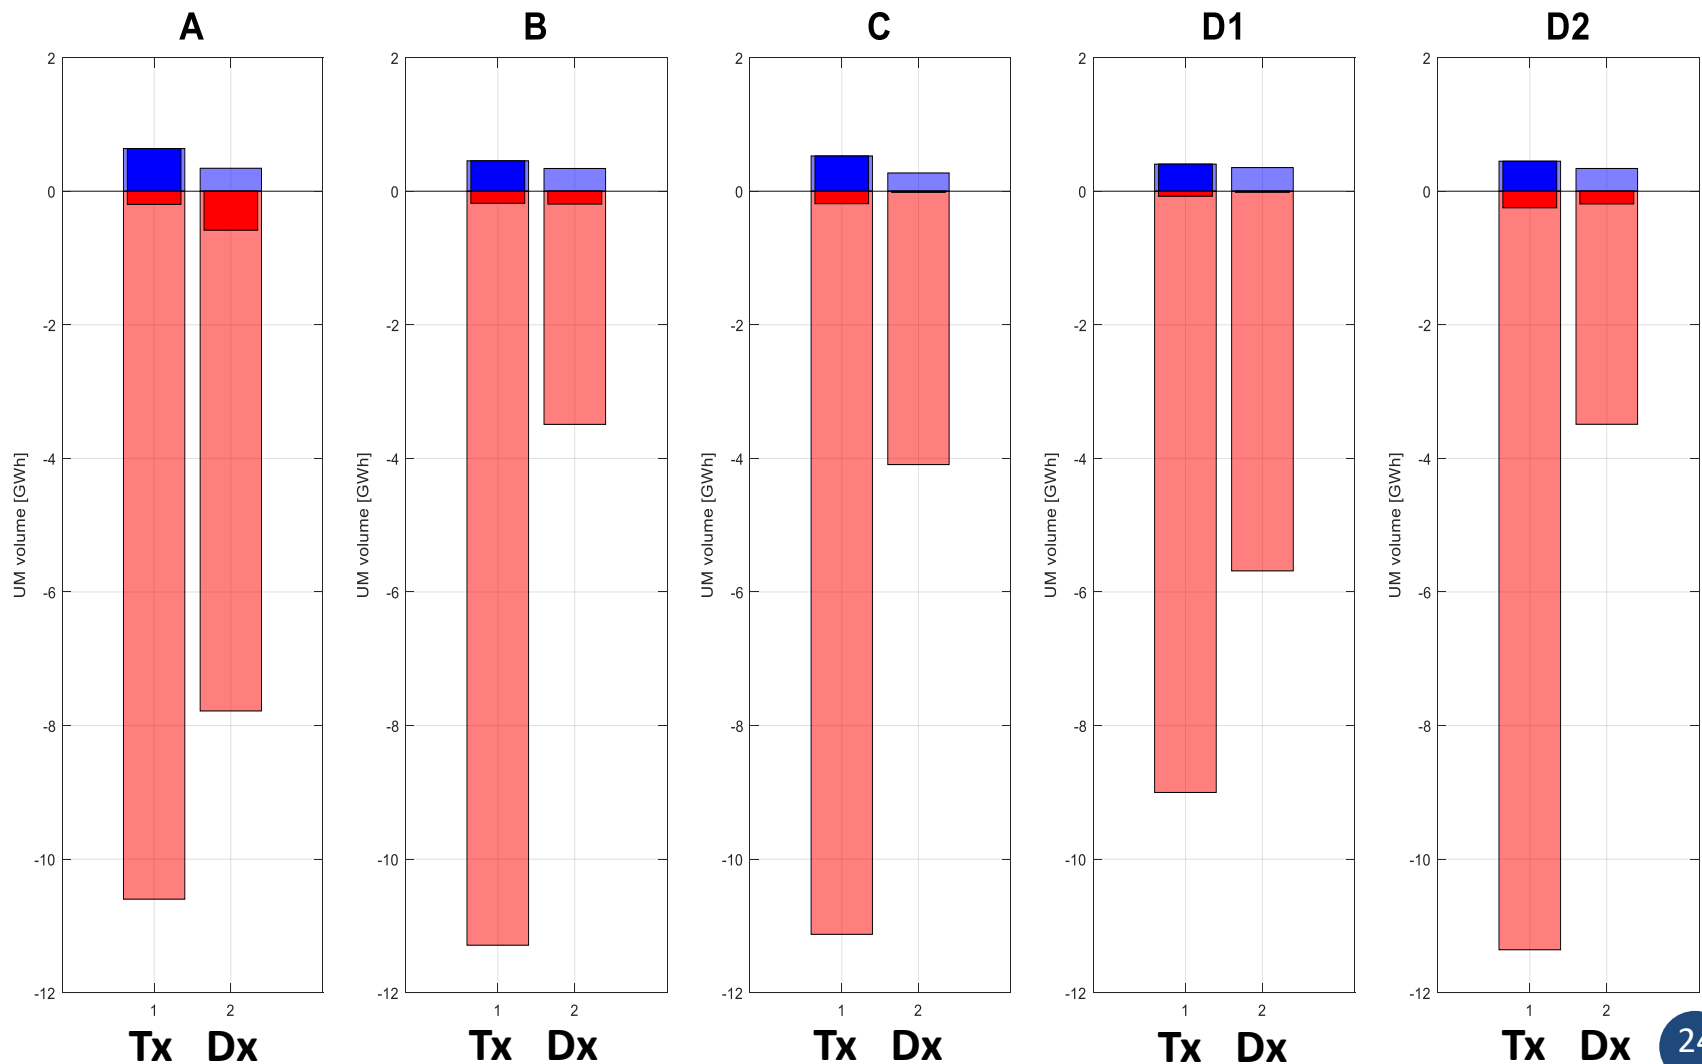 A B C D1 D2
2 2 2 2 2
0 0 0 0 0
-2 -2 -2 -2 -2
-4 -4 -4 -4 -4
UM volume [GWh] UM volume [GWh] UM volume [GWh] UM volume [GWh] UM volume [GWh]
-6 -6 -6 -6 -6
-8 -8 -8 -8 -8
-10 -10 -10 -10 -10
-12 -12 -12 -12 -12
1 2 1 2 1 2 1 2 1 2
Tx Dx Tx Dx Tx Dx Tx Dx Tx Dx